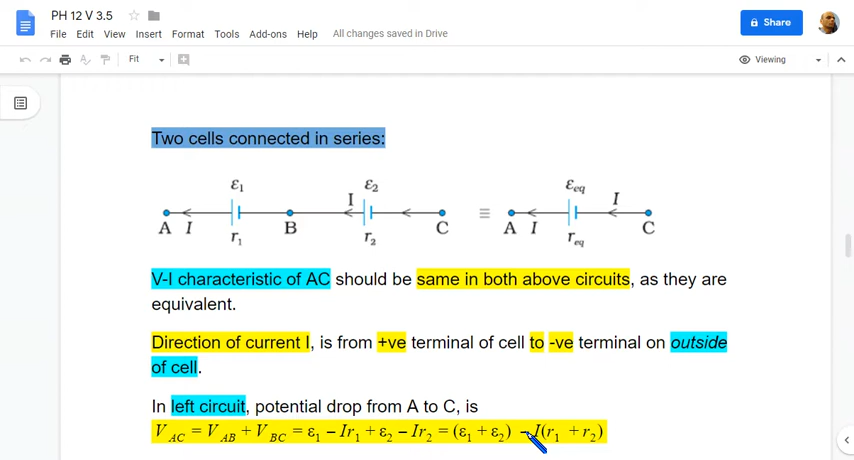 PH 12 V 3.5
File Edit View Insert Format Tools Add-ons Help All changes saved in Drive
Share
Fit
Viewing
Two cells connected in series:
ε1 ε2 εeq
I I
A I B C ≡ A I C
r1 r2 req
V-I characteristic of AC should be same in both above circuits, as they are
equivalent.
Direction of current I, is from +ve terminal of cell to -ve terminal on outside
of cell.
In left circuit, potential drop from A to C, is
V_AC = V_AB + V_BC = ε1 − Ir1 + ε2 − Ir2 = (ε1 + ε2) − I(r1 + r2)